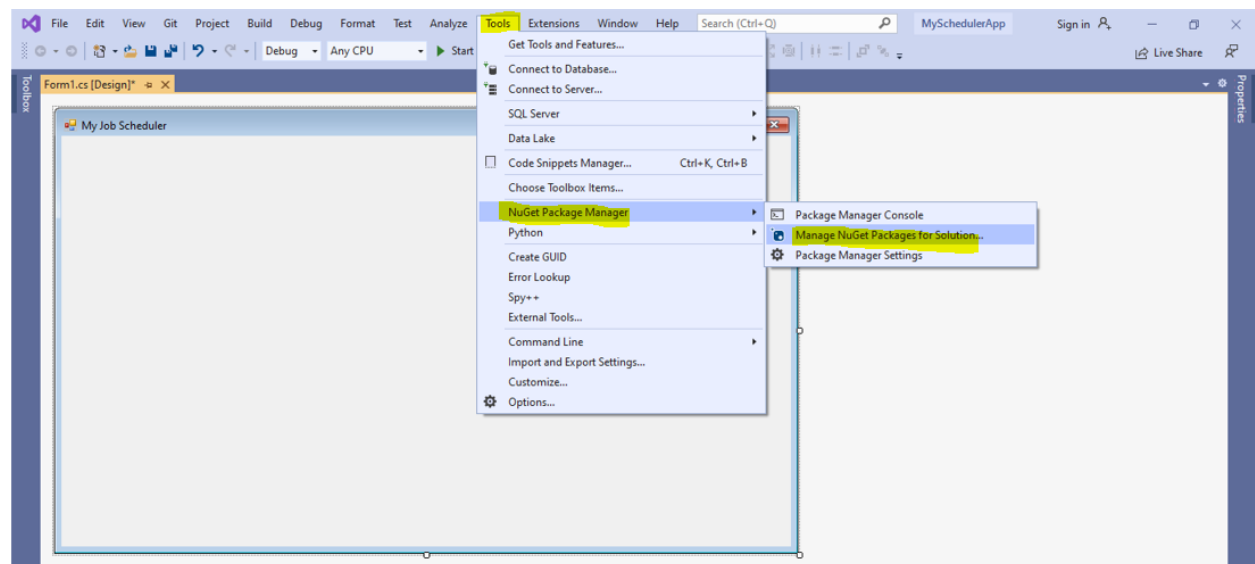 File Edit View Git Project Build Debug Format Test Analyze Tools Extensions Window Help Search (Ctrl+Q) MySchedulerApp Sign in
Debug Any CPU Start Live Share
Toolbox
Form1.cs [Design]*
Properties
My Job Scheduler
Get Tools and Features...
Connect to Database...
Connect to Server...
SQL Server
Data Lake
Code Snippets Manager... Ctrl+K, Ctrl+B
Choose Toolbox Items...
NuGet Package Manager
Python
Create GUID
Error Lookup
Spy++
External Tools...
Command Line
Import and Export Settings...
Customize...
Options...
Package Manager Console
Manage NuGet Packages for Solution...
Package Manager Settings